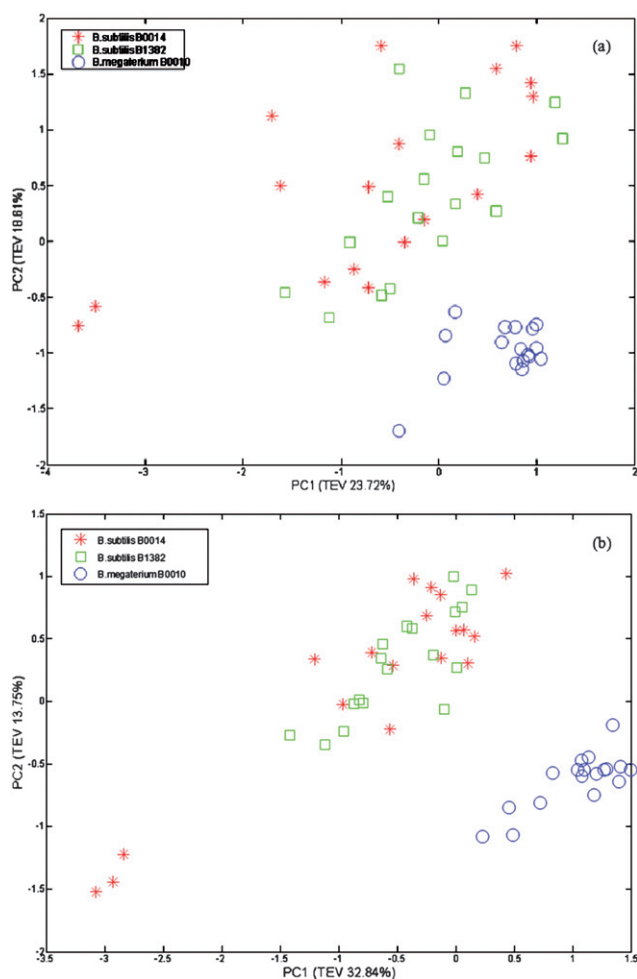 B.subtilis B0014
B.subtilis B1382
B.megaterium B0010
(a)
2
1.5
1
0.5
0
-0.5
-1
-1.5
-2
PC2 (TEV 18.61%)
-4 -3 -2 -1 0 1 2
PC1 (TEV 23.72%)
B.subtilis B0014
B.subtilis B1382
B.megaterium B0010
(b)
1.5
1
0.5
0
-0.5
-1
-1.5
-2
PC2 (TEV 13.75%)
-3.5 -3 -2.5 -2 -1.5 -1 -0.5 0 0.5 1 1.5
PC1 (TEV 32.84%)